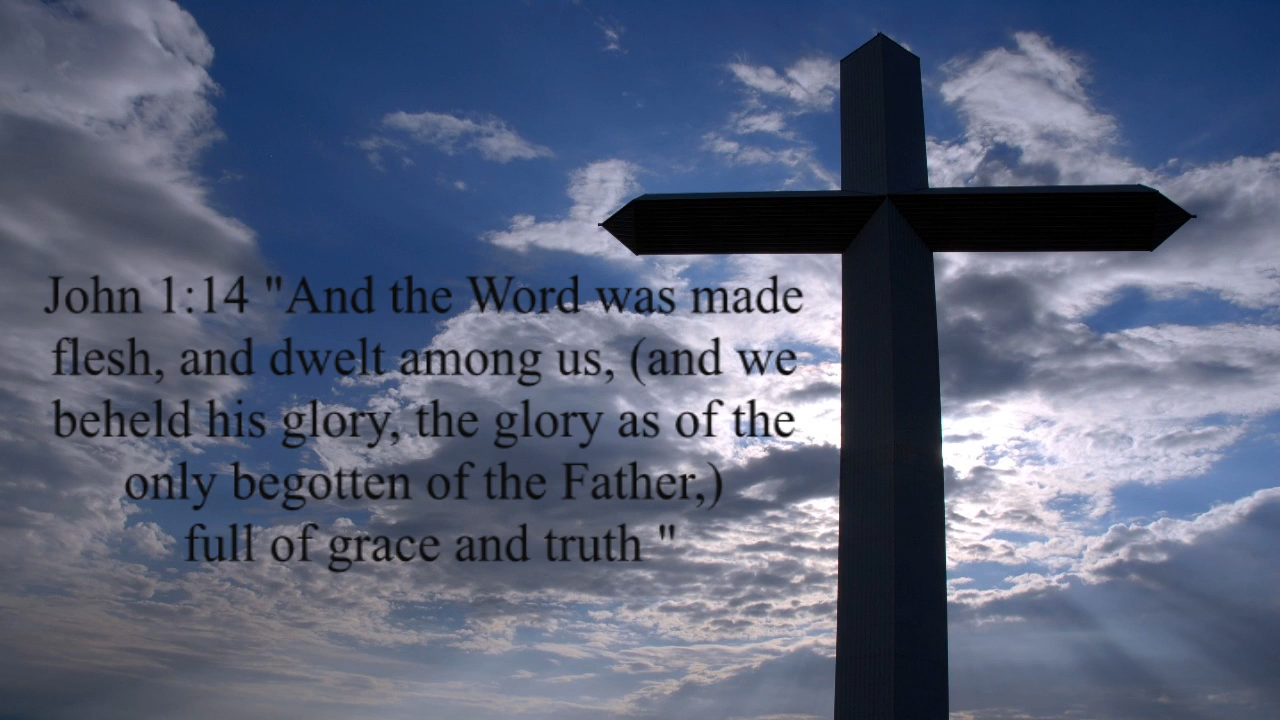 John 1:14 "And the Word was made
flesh, and dwelt among us, (and we
beheld his glory, the glory as of the
only begotten of the Father,)
full of grace and truth "